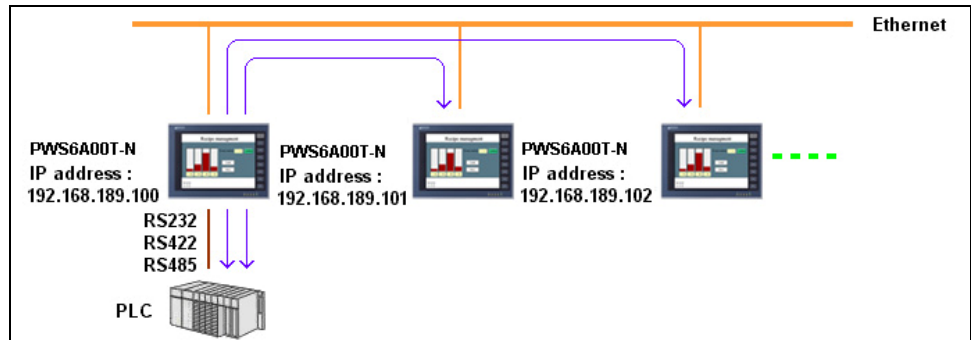 Ethernet
PWS6A00T-N
IP address :
192.168.189.100
PWS6A00T-N
IP address :
192.168.189.101
PWS6A00T-N
IP address :
192.168.189.102
RS232
RS422
RS485
PLC